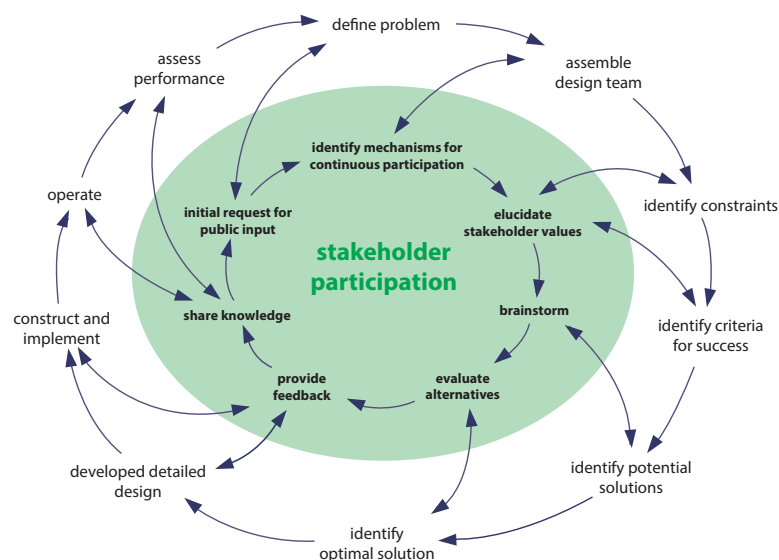 define problem
assess
performance
assemble
design team
identify mechanisms for
continuous participation
operate
initial request for
public input
elucidate
stakeholder values
identify constraints
stakeholder
participation
construct and
implement
share knowledge
brainstorm
identify criteria
for success
provide
feedback
evaluate
alternatives
developed detailed
design
identify potential
solutions
identify
optimal solution